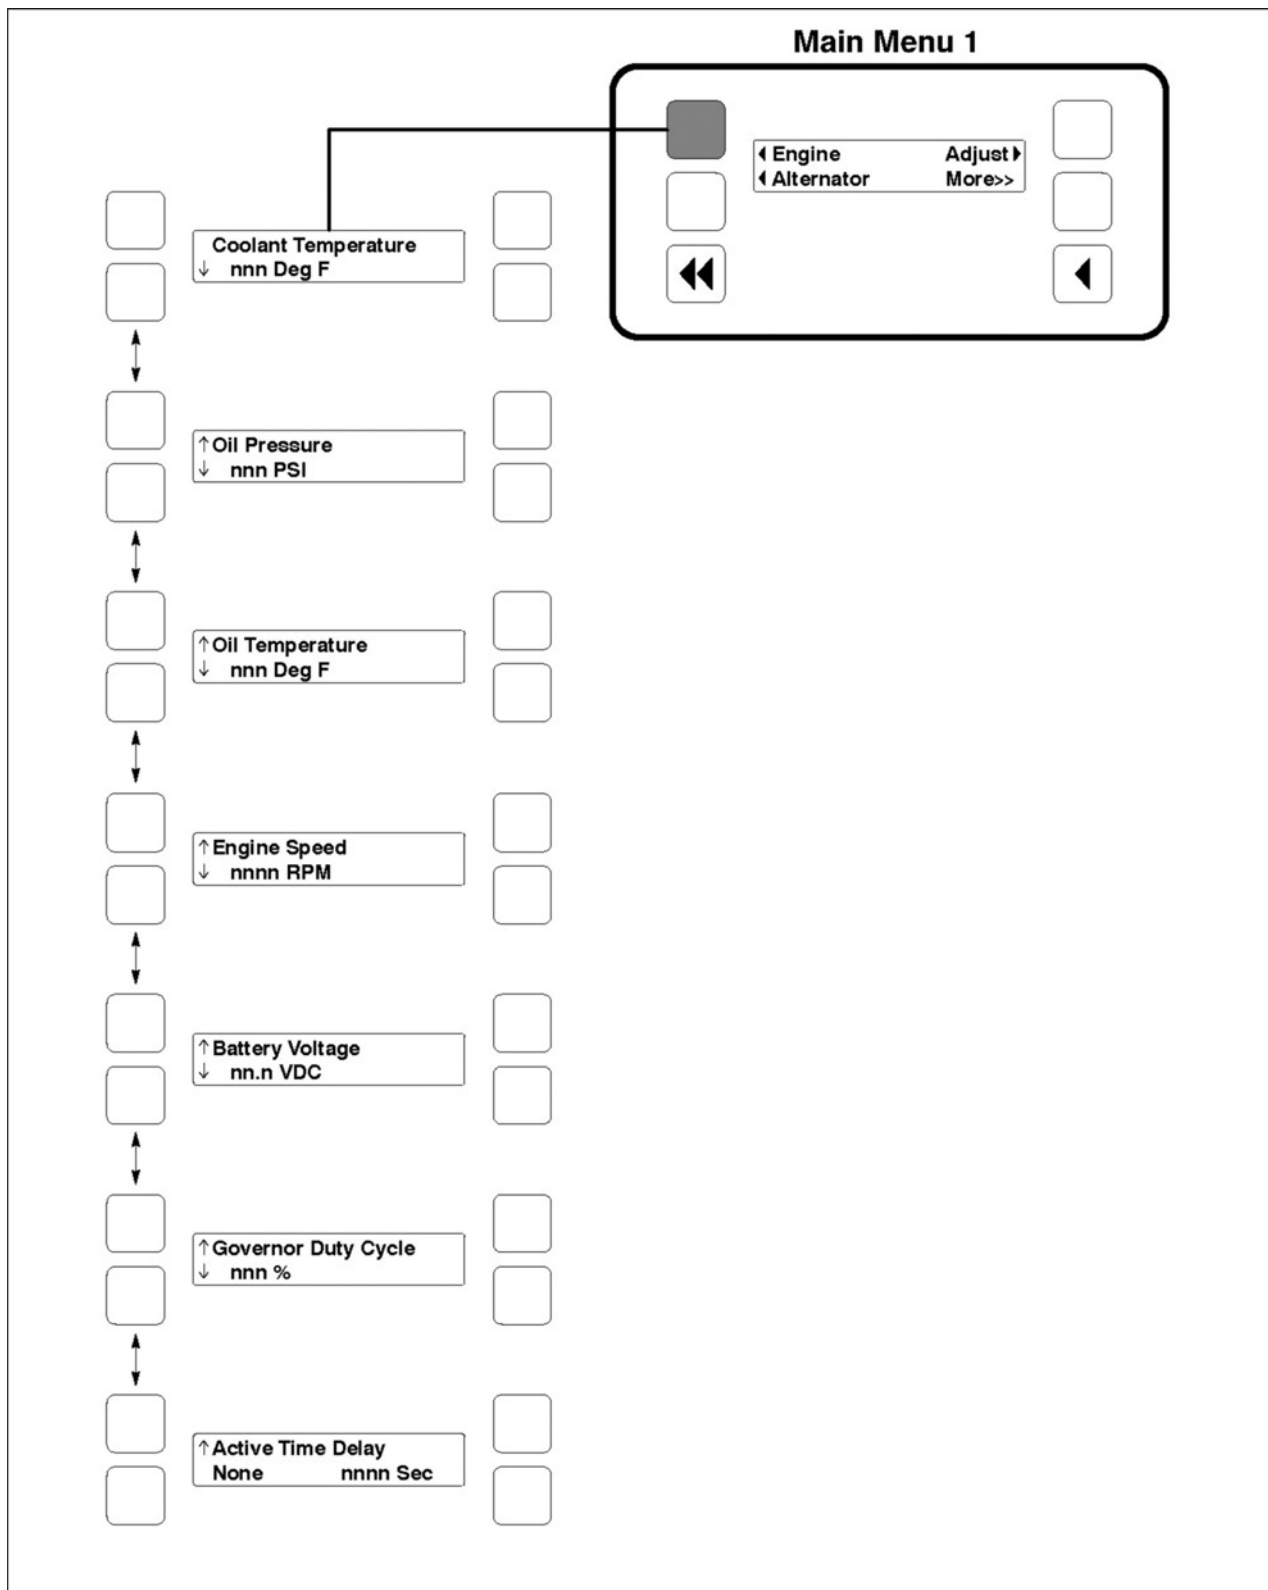 Main Menu 1
Engine Adjust
Alternator More>>
Coolant Temperature
↓ nnn Deg F
↑ Oil Pressure
↓ nnn PSI
↑ Oil Temperature
↓ nnn Deg F
↑ Engine Speed
↓ nnnn RPM
↑ Battery Voltage
↓ nn.n VDC
↑ Governor Duty Cycle
↓ nnn %
↑ Active Time Delay
None nnnn Sec